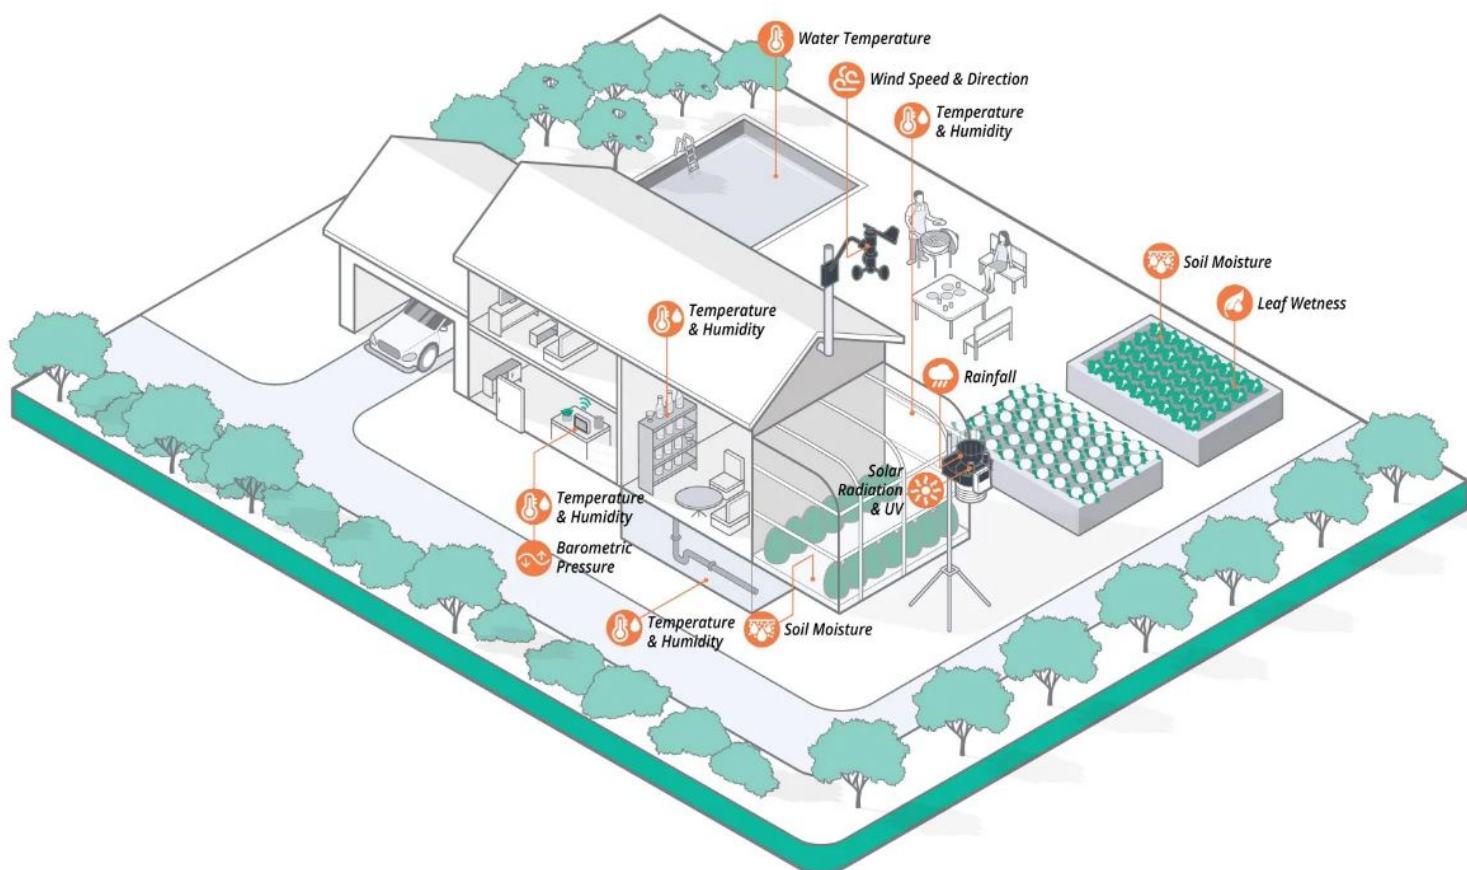 Water Temperature
Wind Speed & Direction
Temperature
& Humidity
Soil Moisture
Leaf Wetness
Temperature
& Humidity
Rainfall
Solar
Radiation
& UV
Temperature
& Humidity
Barometric
Pressure
Temperature
& Humidity
Soil Moisture